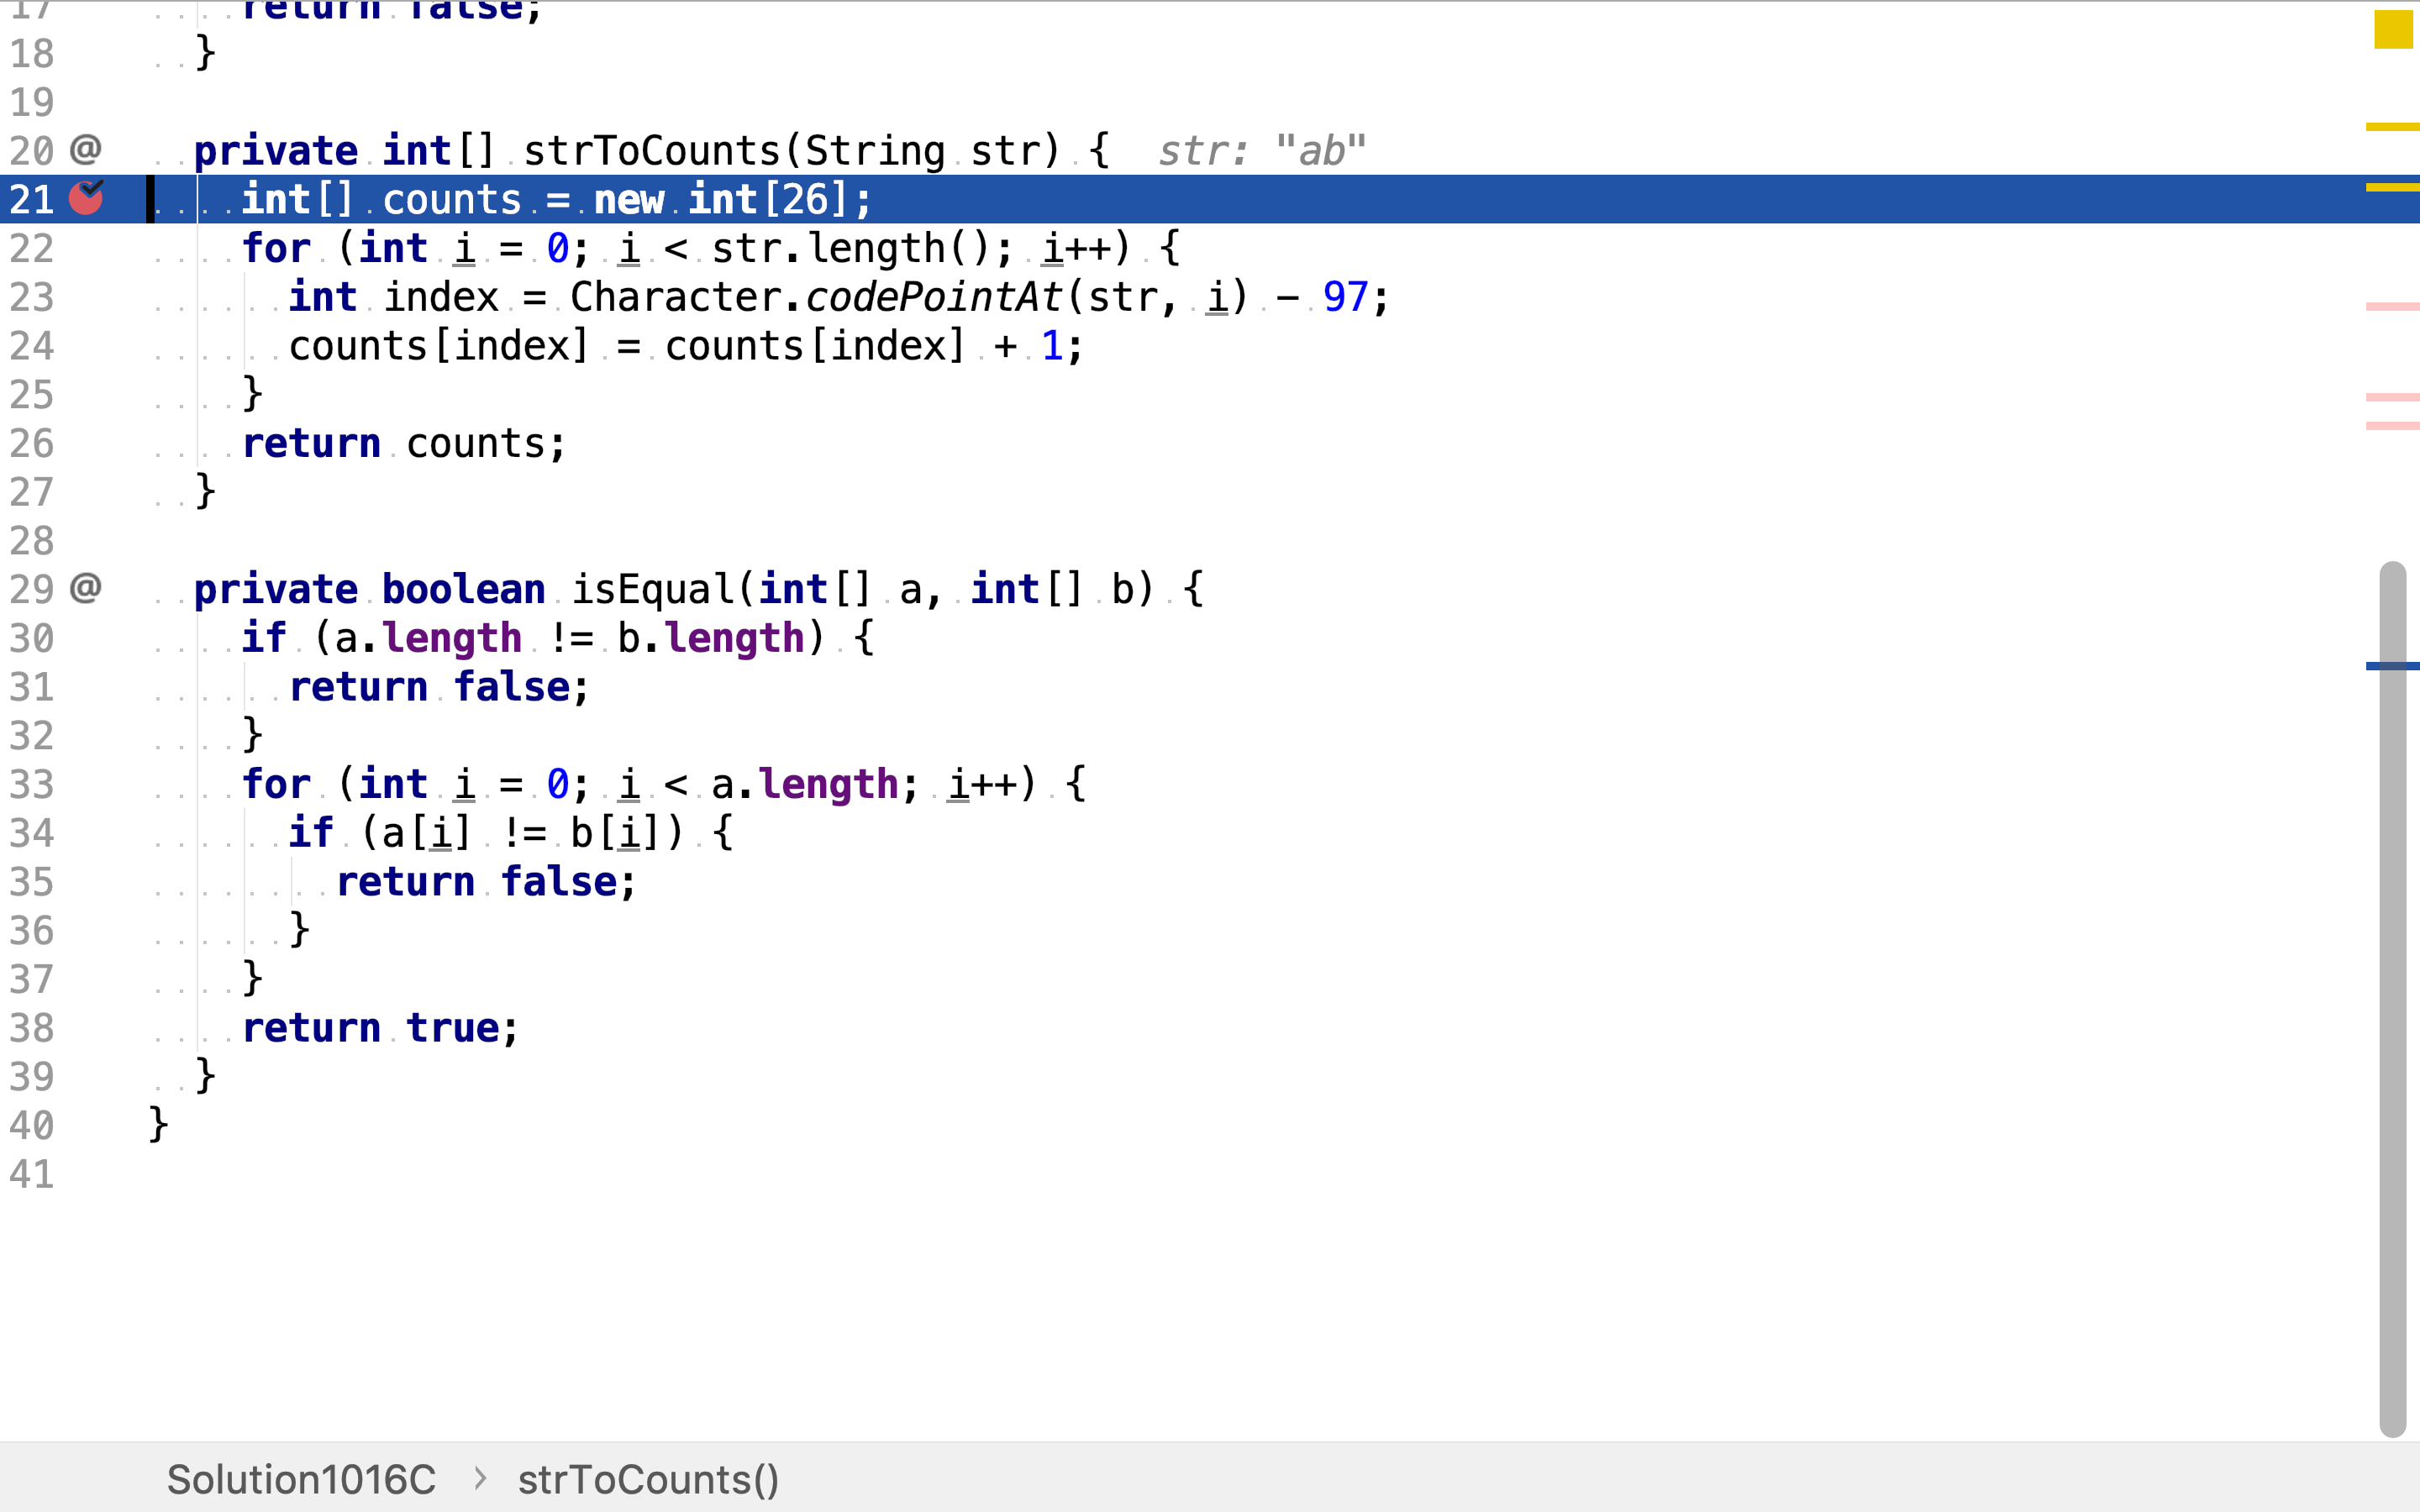 17 return false;
18 }
19
20 @ private int[] strToCounts(String str) { str: "ab"
21 int[] counts = new int[26];
22 for (int i = 0; i < str.length(); i++) {
23 int index = Character.codePointAt(str, i) - 97;
24 counts[index] = counts[index] + 1;
25 }
26 return counts;
27 }
28
29 @ private boolean isEqual(int[] a, int[] b) {
30 if (a.length != b.length) {
31 return false;
32 }
33 for (int i = 0; i < a.length; i++) {
34 if (a[i] != b[i]) {
35 return false;
36 }
37 }
38 return true;
39 }
40 }
41
Solution1016C > strToCounts()